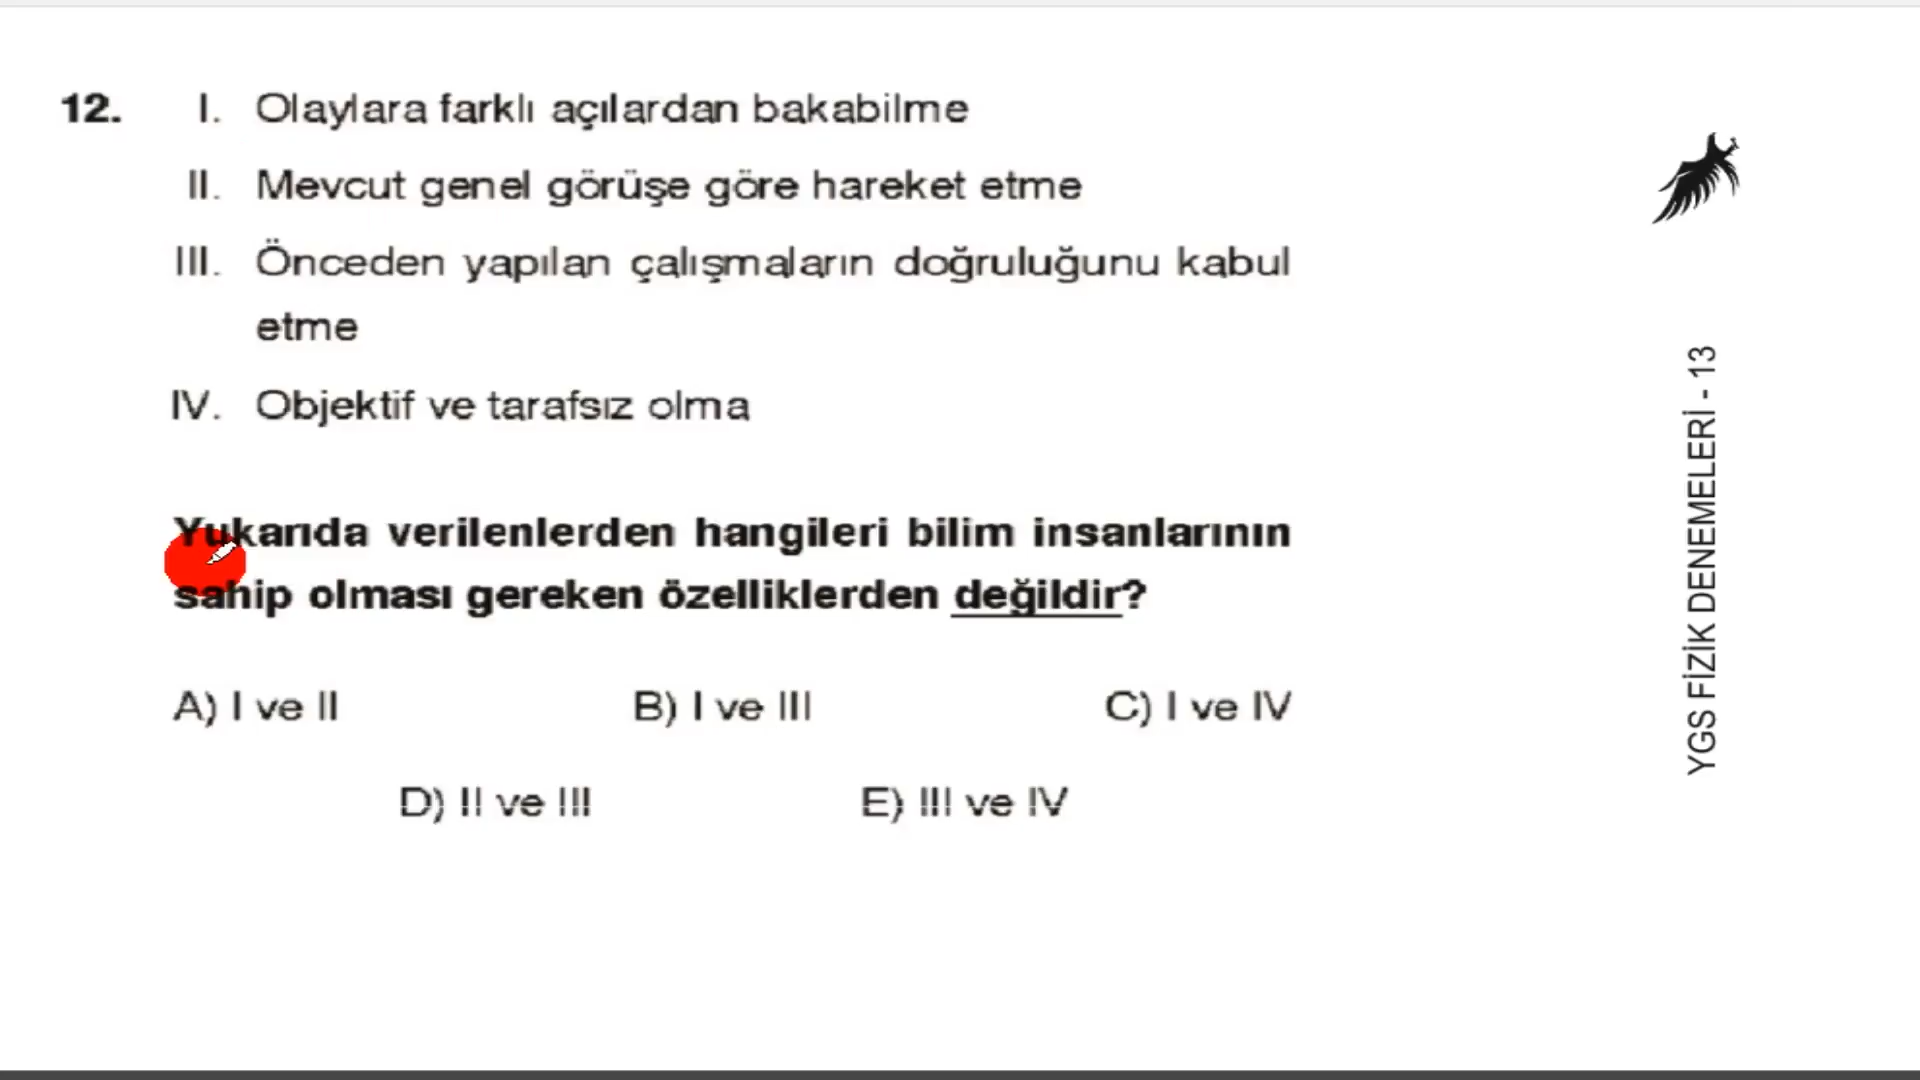 12. I. Olaylara farklı açılardan bakabilme
II. Mevcut genel görüşe göre hareket etme
III. Önceden yapılan çalışmaların doğruluğunu kabul
etme
IV. Objektif ve tarafsız olma
Yukarıda verilenlerden hangileri bilim insanlarının
sahip olması gereken özelliklerden değildir?
A) I ve II B) I ve III C) I ve IV
D) II ve III E) III ve IV
YGS FİZİK DENEMELERİ - 13